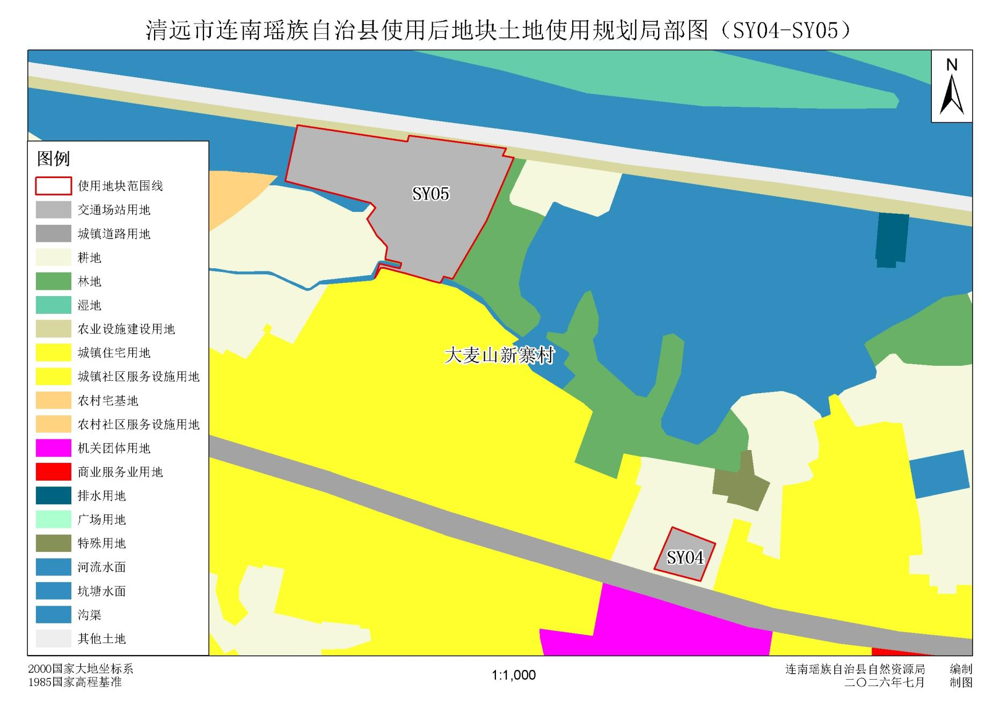 清远市连南瑶族自治县使用后地块土地使用规划局部图（SY04-SY05）
N
图例
使用地块范围线
交通场站用地
城镇道路用地
耕地
林地
湿地
农业设施建设用地
城镇住宅用地
城镇社区服务设施用地
农村宅基地
农村社区服务设施用地
机关团体用地
商业服务业用地
排水用地
广场用地
特殊用地
河流水面
坑塘水面
沟渠
其他土地
SY05
大麦山新寨村
SY04
2000国家大地坐标系
1985国家高程基准
1:1,000
连南瑶族自治县自然资源局 编制
二〇二六年七月 制图